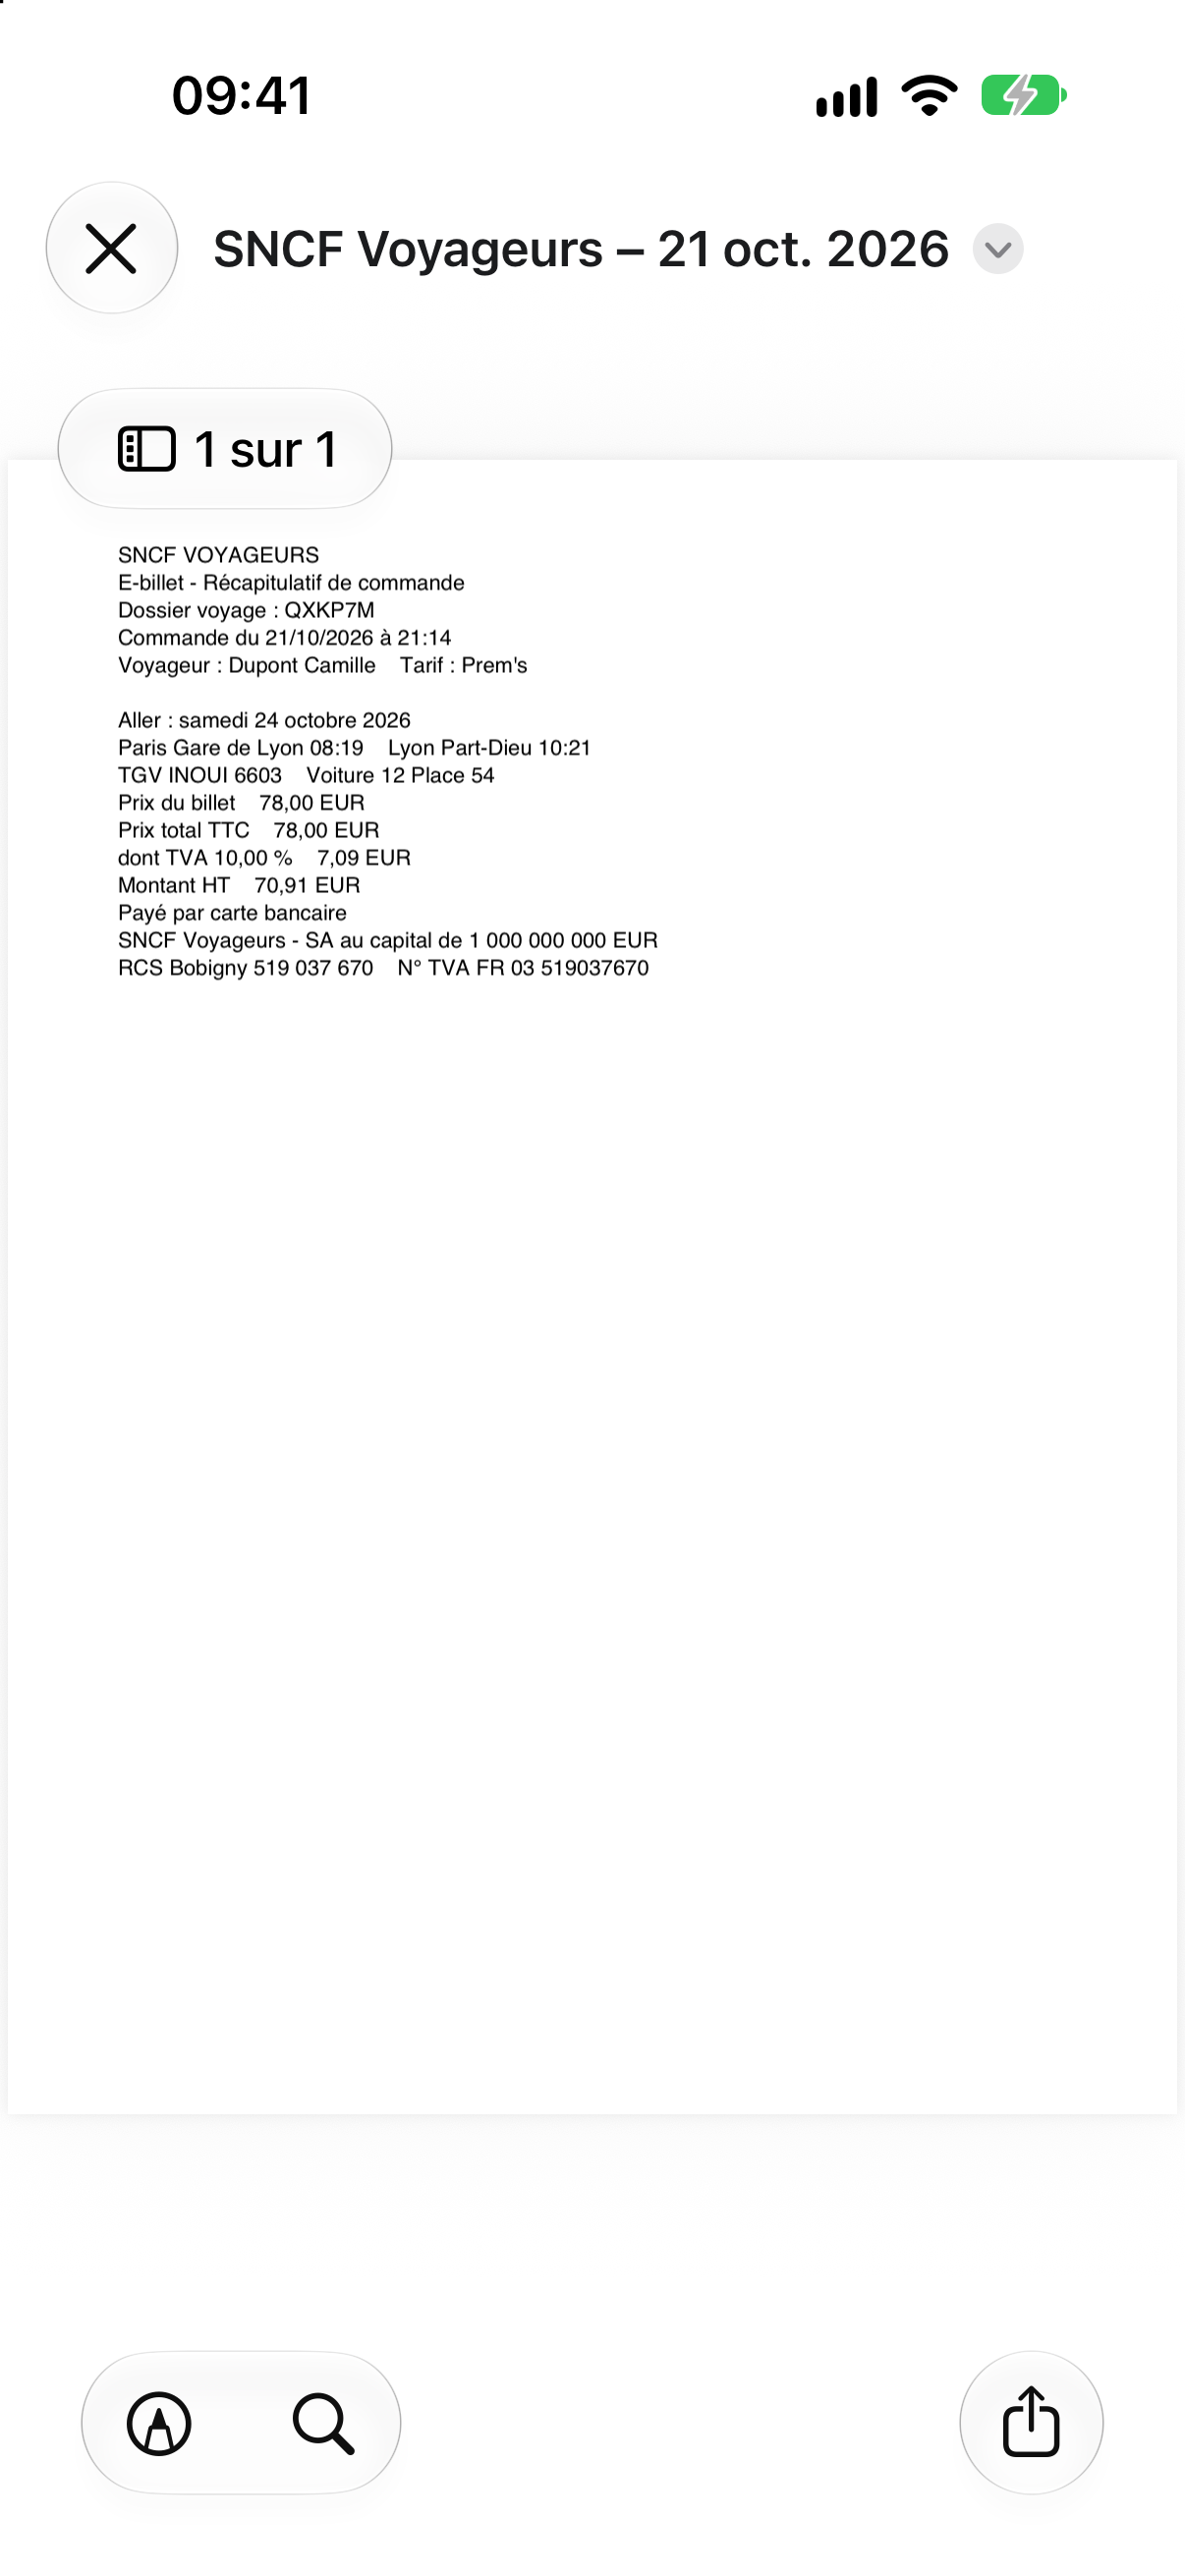 09:41
SNCF Voyageurs – 21 oct. 2026
1 sur 1
SNCF VOYAGEURS
E-billet - Récapitulatif de commande
Dossier voyage : QXKP7M
Commande du 21/10/2026 à 21:14
Voyageur : Dupont Camille Tarif : Prem's
Aller : samedi 24 octobre 2026
Paris Gare de Lyon 08:19 Lyon Part-Dieu 10:21
TGV INOUI 6603 Voiture 12 Place 54
Prix du billet 78,00 EUR
Prix total TTC 78,00 EUR
dont TVA 10,00 % 7,09 EUR
Montant HT 70,91 EUR
Payé par carte bancaire
SNCF Voyageurs - SA au capital de 1 000 000 000 EUR
RCS Bobigny 519 037 670 N° TVA FR 03 519037670